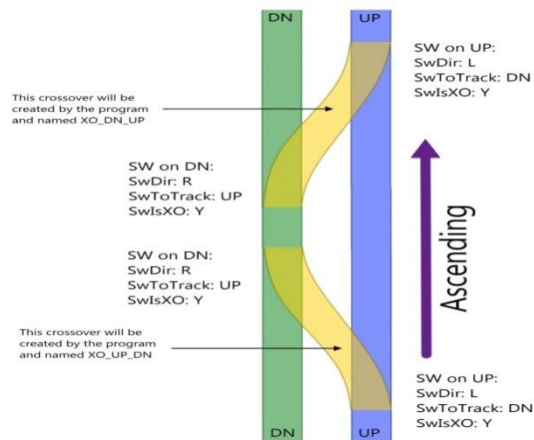 DN
UP
SW on UP:
SwDir: L
SwToTrack: DN
SwIsXO: Y
This crossover will be
created by the program
and named XO_DN_UP
SW on DN:
SwDir: R
SwToTrack: UP
SwIsXO: Y
Ascending
SW on DN:
SwDir: R
SwToTrack: UP
SwIsXO: Y
This crossover will be
created by the program
and named XO_UP_DN
SW on UP:
SwDir: L
SwToTrack: DN
SwIsXO: Y
DN
UP